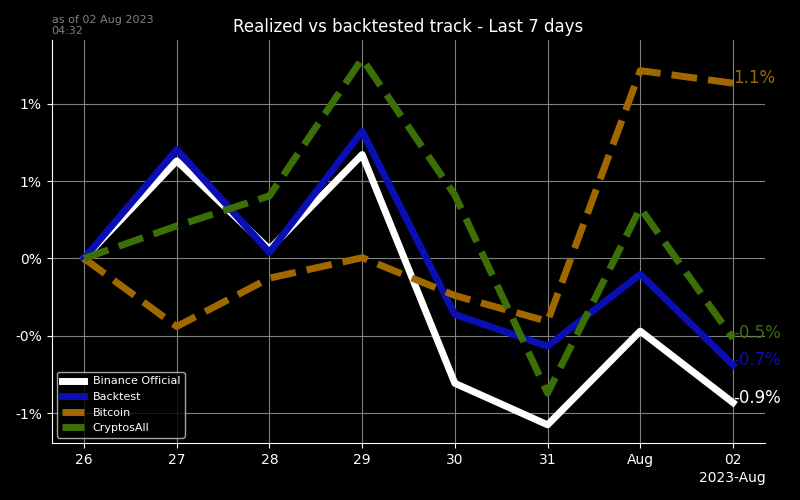 as of 02 Aug 2023
04:32
Realized vs backtested track - Last 7 days
1%
1%
0%
-0%
-1%
1.1%
-0.5%
-0.7%
-0.9%
Binance Official
Backtest
Bitcoin
CryptosAll
26 27 28 29 30 31 Aug 02
2023-Aug